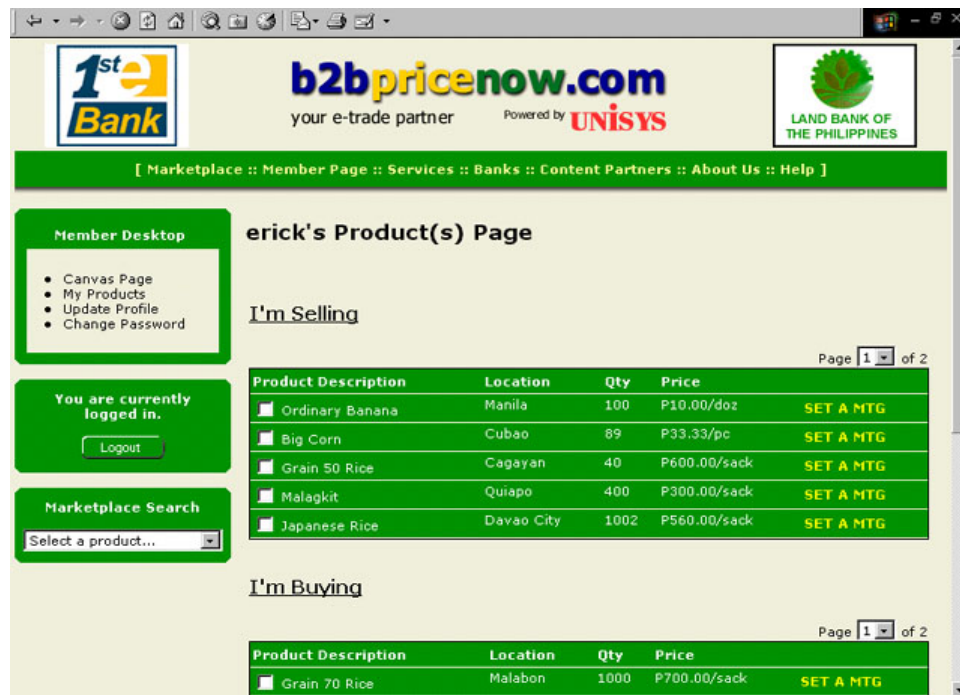 1st e Bank
b2bpricenow.com
your e-trade partner Powered by UNISYS
LAND BANK OF
THE PHILIPPINES
[ Marketplace :: Member Page :: Services :: Banks :: Content Partners :: About Us :: Help ]
Member Desktop
Canvas Page
My Products
Update Profile
Change Password
You are currently
logged in.
Logout
Marketplace Search
Select a product...
erick's Product(s) Page
I'm Selling
Page 1 of 2
Product Description Location Qty Price
Ordinary Banana Manila 100 P10.00/doz SET A MTG
Big Corn Cubao 89 P33.33/pc SET A MTG
Grain 50 Rice Cagayan 40 P600.00/sack SET A MTG
Malagkit Quiapo 400 P300.00/sack SET A MTG
Japanese Rice Davao City 1002 P560.00/sack SET A MTG
I'm Buying
Page 1 of 2
Product Description Location Qty Price
Grain 70 Rice Malabon 1000 P700.00/sack SET A MTG